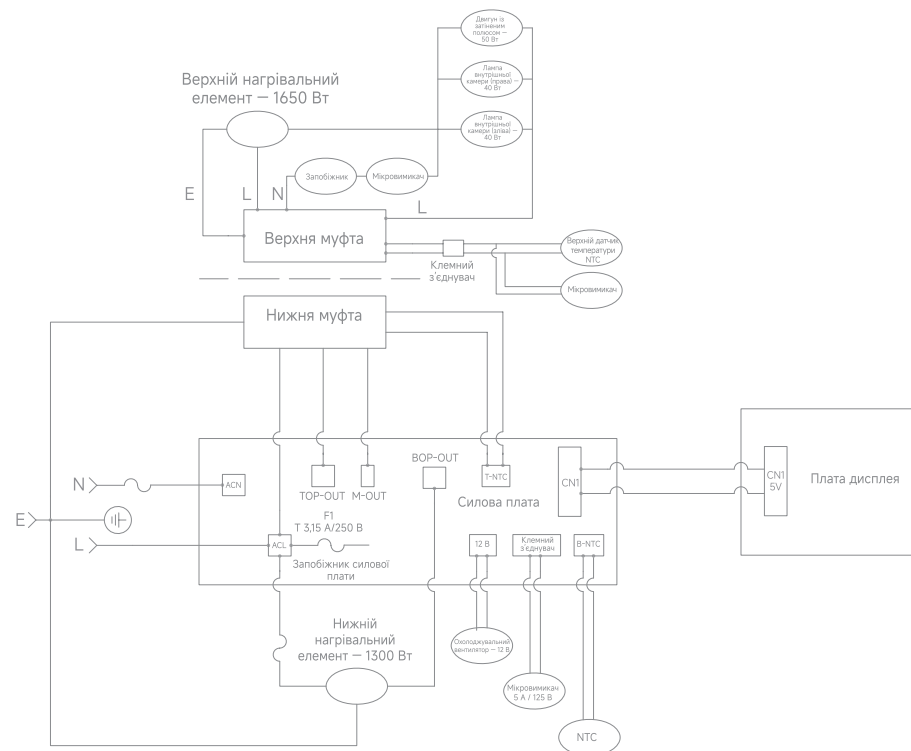 Двигун із
затіненим
полюсом —
50 Вт
Лампа
внутрішньої
камери (права) —
40 Вт
Лампа
внутрішньої
камери (зліва) —
40 Вт
Верхній нагрівальний
елемент — 1650 Вт
Запобіжник
Мікровимикач
E
L
N
L
Верхня муфта
Клемний
з'єднувач
Верхній датчик
температури
NTC
Мікровимикач
Нижня муфта
BOP-OUT
N
ACN
TOP-OUT
M-OUT
T-NTC
Силова плата
CN1
CN1
5V
Плата дисплея
E
F1
T 3,15 А/250 В
L
ACL
Запобіжник силової
плати
12 В
Клемний
з'єднувач
B-NTC
Нижній
нагрівальний
елемент — 1300 Вт
Охолоджувальний
вентилятор — 12 В
Мікровимикач
5 А / 125 В
NTC